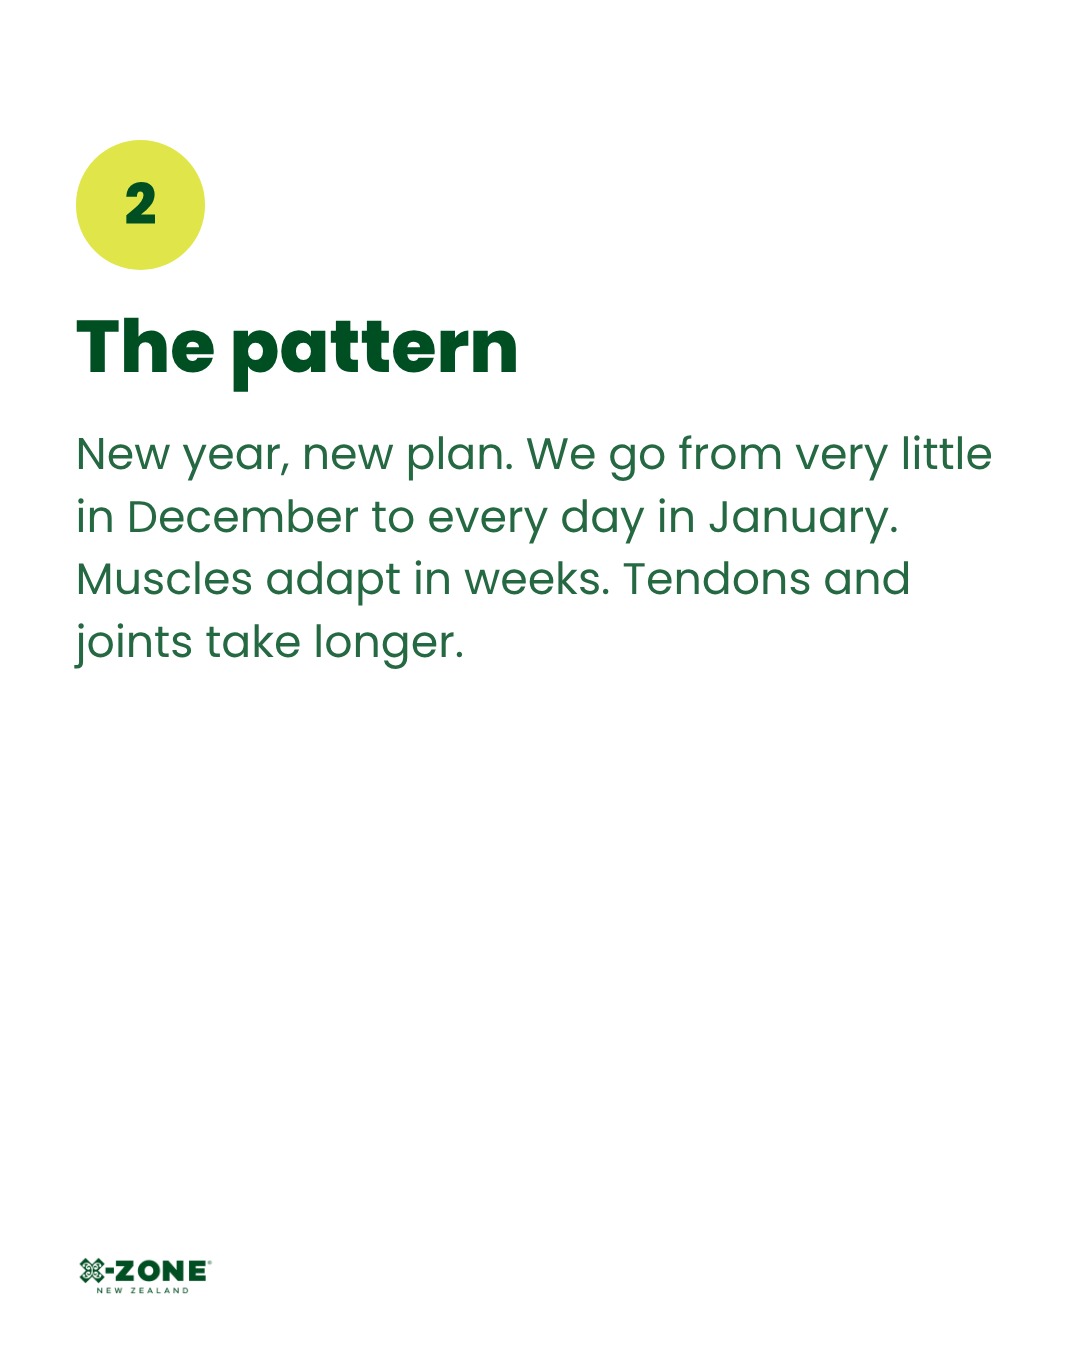 2
The pattern
New year, new plan. We go from very little
in December to every day in January.
Muscles adapt in weeks. Tendons and
joints take longer.
X-ZONE®
NEW ZEALAND